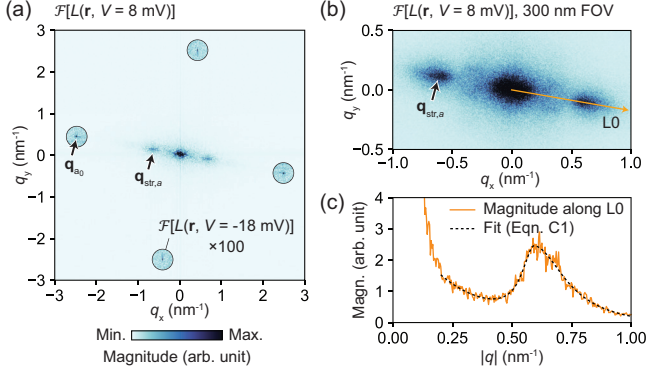 (a)
ℱ[L(r, V = 8 mV)]
3
2
1
0
−1
−2
−3
q_y (nm⁻¹)
q_a₀
q_str,a
ℱ[L(r, V = -18 mV)]
×100
−3 −2 −1 0 1 2 3
q_x (nm⁻¹)
Min. Max.
Magnitude (arb. unit)
(b)
ℱ[L(r, V = 8 mV)], 300 nm FOV
0.5
0.0
−0.5
q_y (nm⁻¹)
q_str,a
L0
−1.0 −0.5 0.0 0.5 1.0
q_x (nm⁻¹)
(c)
4
3
2
1
0
Magn. (arb. unit)
Magnitude along L0
Fit (Eqn. C1)
0.00 0.25 0.50 0.75 1.00
|q| (nm⁻¹)